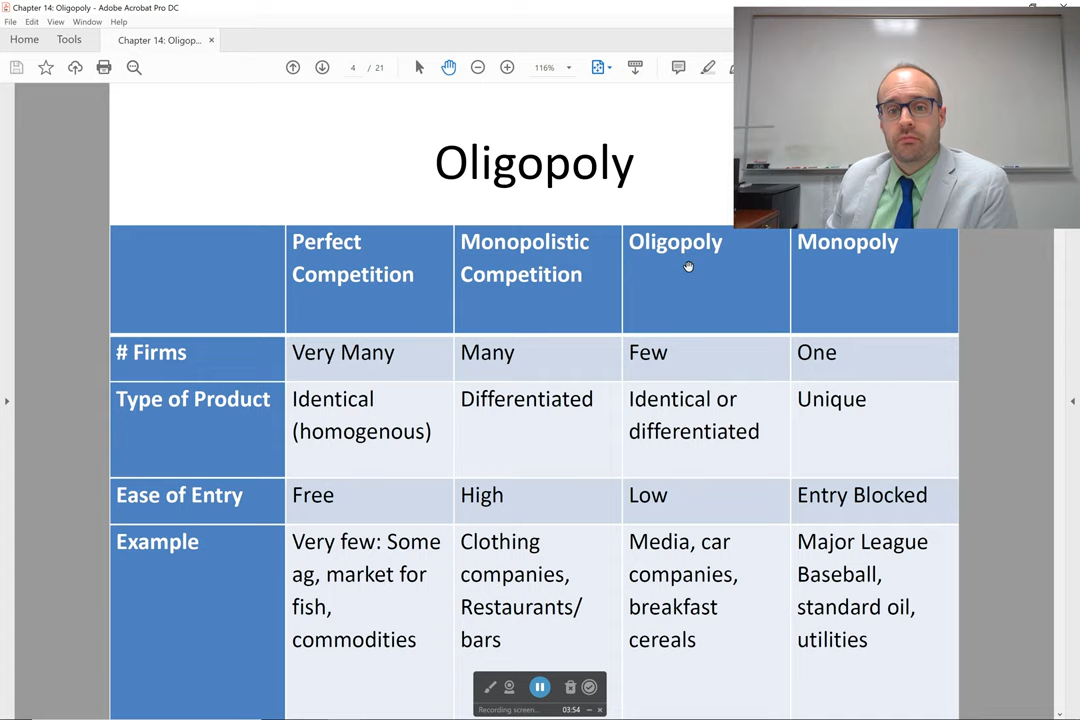 Chapter 14: Oligopoly - Adobe Acrobat Pro DC
File Edit View Window Help
Home Tools Chapter 14: Oligop... ×
4 / 21 116%
Oligopoly
Perfect
Competition
Monopolistic
Competition
Oligopoly
Monopoly
# Firms
Very Many
Many
Few
One
Type of Product
Identical
(homogenous)
Differentiated
Identical or
differentiated
Unique
Ease of Entry
Free
High
Low
Entry Blocked
Example
Very few: Some
ag, market for
fish,
commodities
Clothing
companies,
Restaurants/
bars
Media, car
companies,
breakfast
cereals
Major League
Baseball,
standard oil,
utilities
Recording screen... 03:54